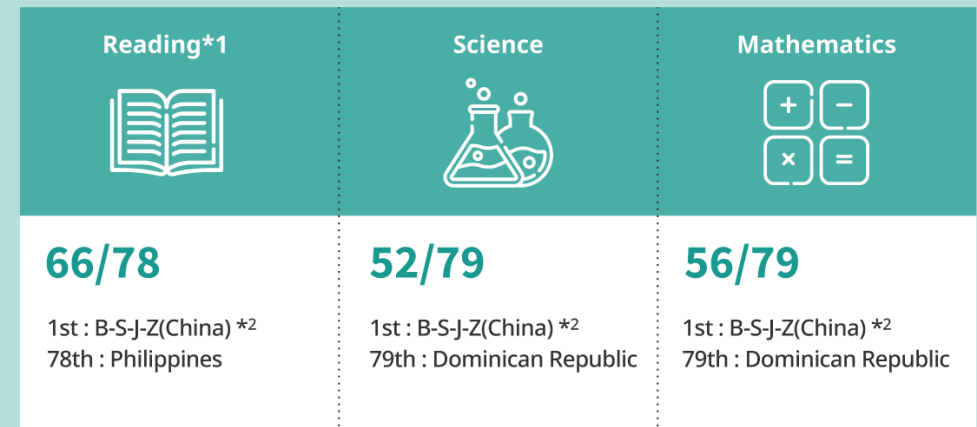 Reading*1
66/78
1st : B-S-J-Z(China) *2
78th : Philippines
Science
52/79
1st : B-S-J-Z(China) *2
79th : Dominican Republic
Mathematics
+ −
× =
56/79
1st : B-S-J-Z(China) *2
79th : Dominican Republic